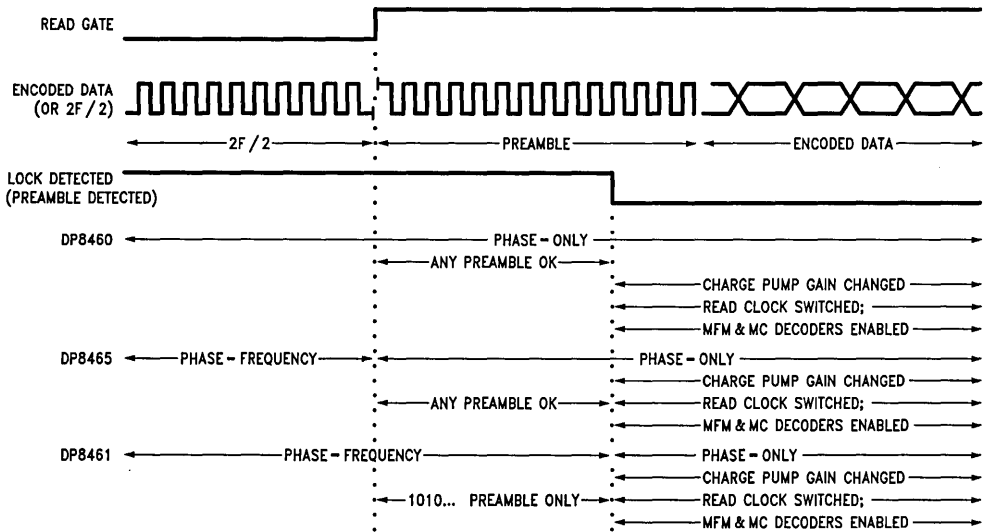 READ GATE
ENCODED DATA
(OR 2F/2)
2F/2 PREAMBLE ENCODED DATA
LOCK DETECTED
(PREAMBLE DETECTED)
DP8460 PHASE-ONLY
ANY PREAMBLE OK
CHARGE PUMP GAIN CHANGED
READ CLOCK SWITCHED;
MFM & MC DECODERS ENABLED
DP8465 PHASE-FREQUENCY PHASE-ONLY
CHARGE PUMP GAIN CHANGED
ANY PREAMBLE OK READ CLOCK SWITCHED;
MFM & MC DECODERS ENABLED
DP8461 PHASE-FREQUENCY PHASE-ONLY
CHARGE PUMP GAIN CHANGED
1010... PREAMBLE ONLY READ CLOCK SWITCHED;
MFM & MC DECODERS ENABLED